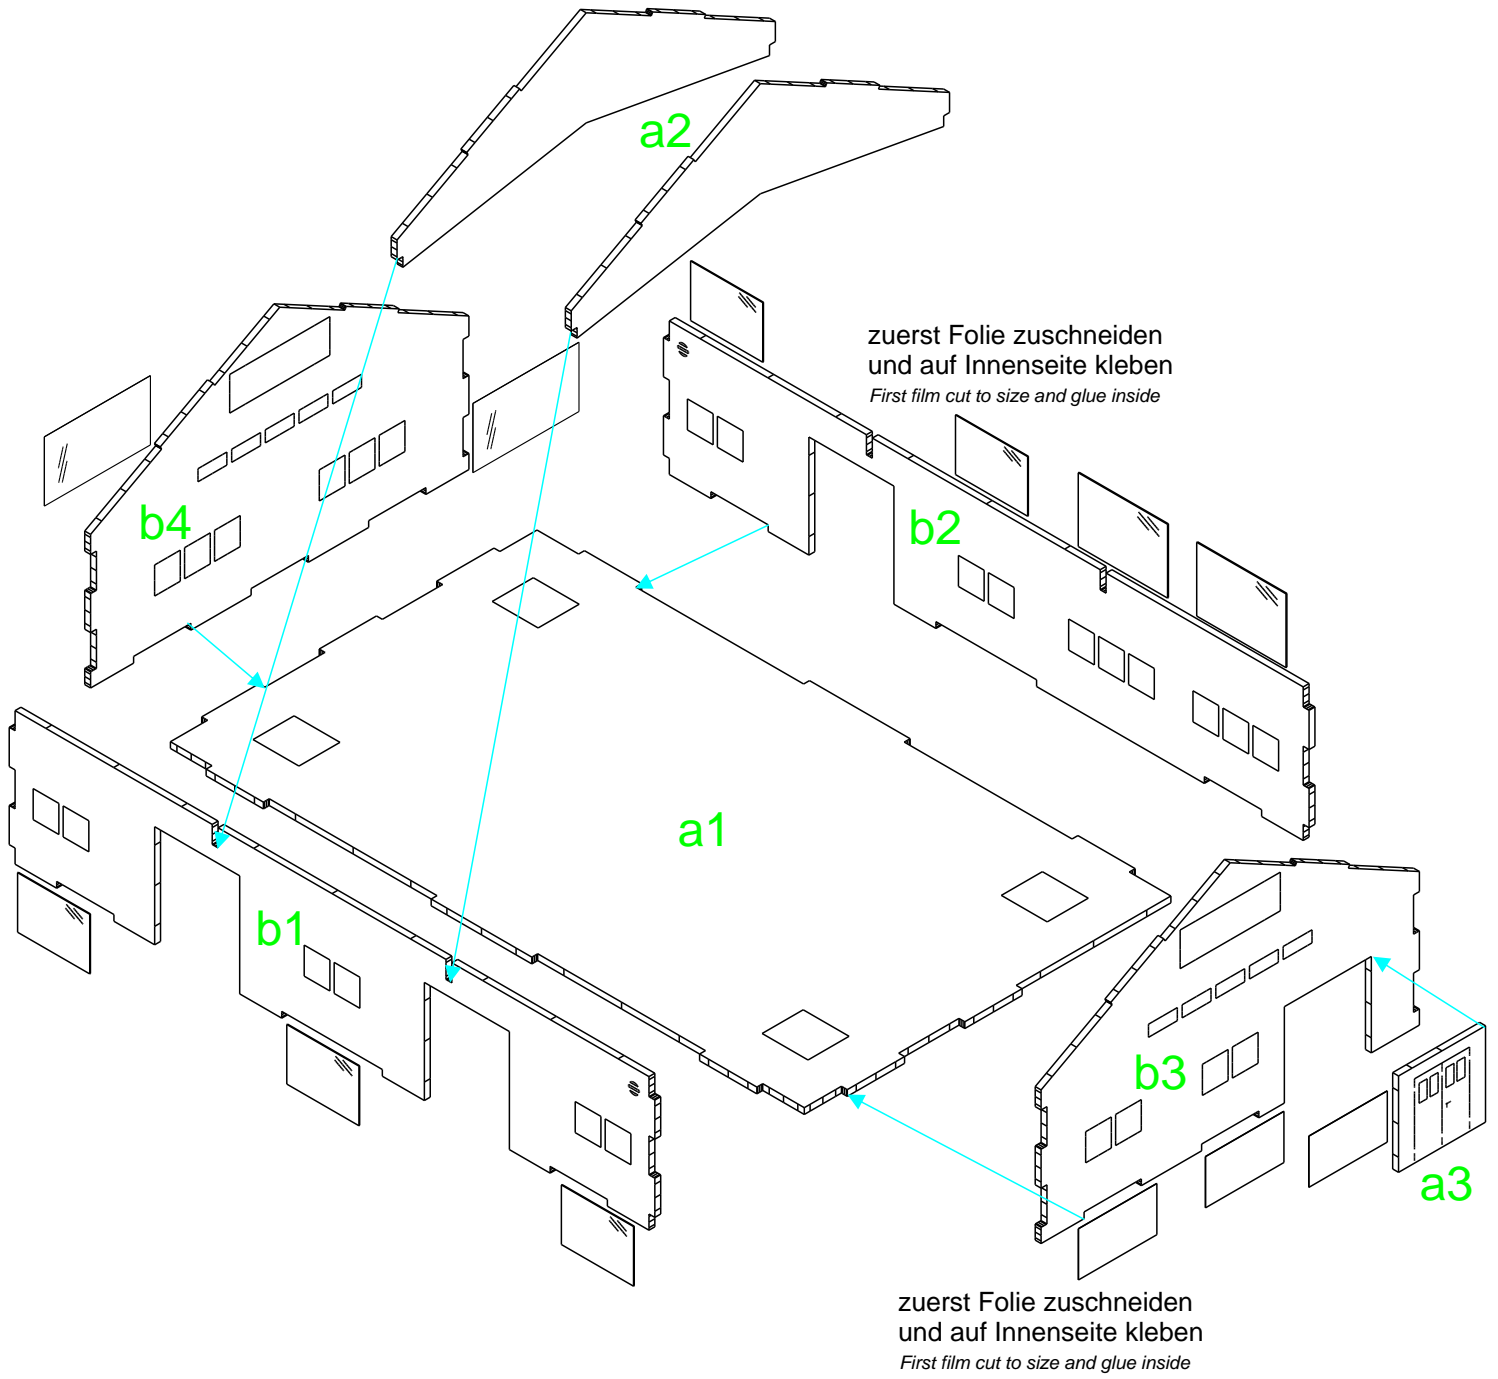 a2
zuerst Folie zuschneiden
und auf Innenseite kleben
First film cut to size and glue inside
b4
b2
a1
b1
b3
a3
zuerst Folie zuschneiden
und auf Innenseite kleben
First film cut to size and glue inside